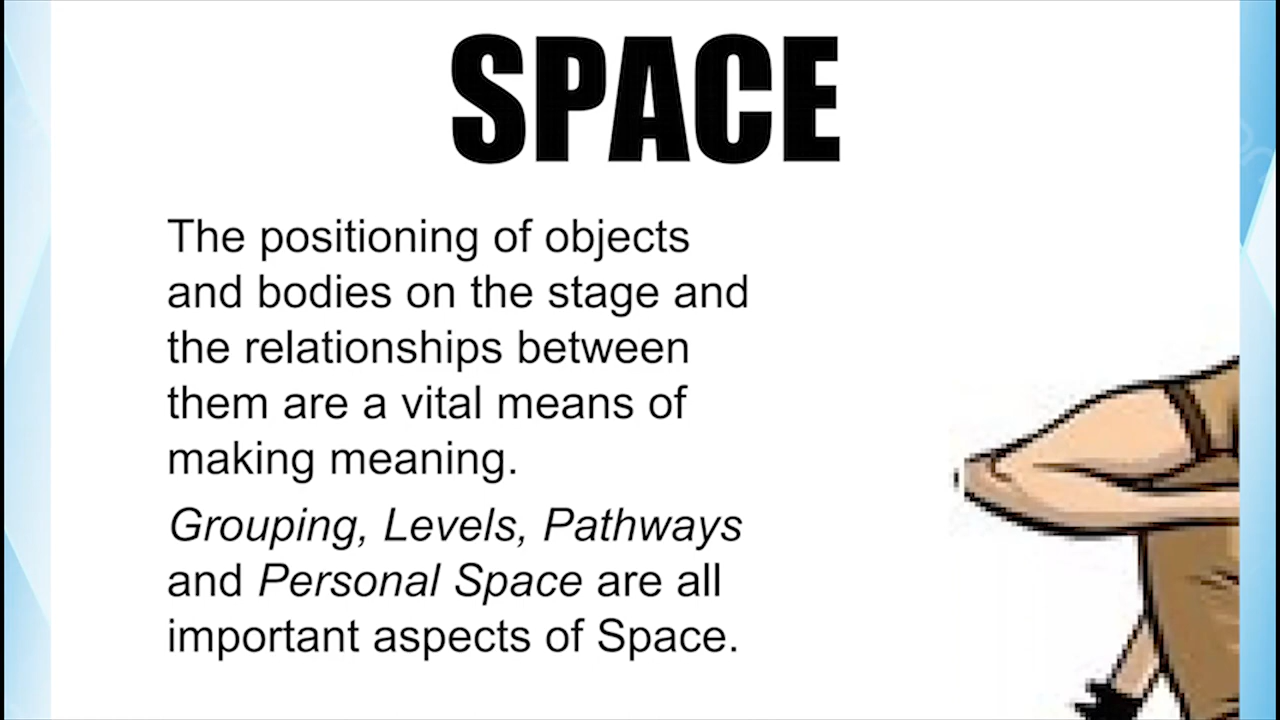 SPACE
The positioning of objects
and bodies on the stage and
the relationships between
them are a vital means of
making meaning.
Grouping, Levels, Pathways
and Personal Space are all
important aspects of Space.